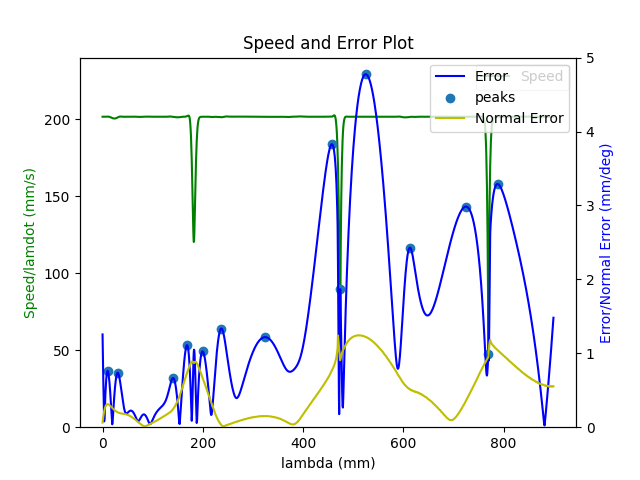 Speed and Error Plot
Speed/lamdot (mm/s)
200
150
100
50
0
5
4
3
2
1
0
Error/Normal Error (mm/deg)
0
200
400
600
800
lambda (mm)
Error
Speed
peaks
Normal Error